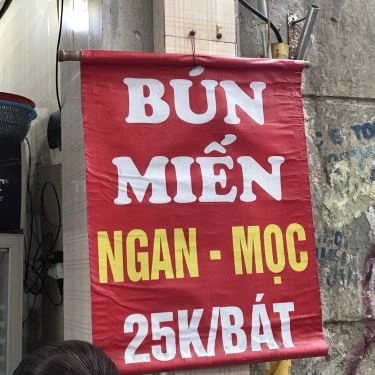 BÚN
MIẾN
NGAN - MỌC
25K/BÁT